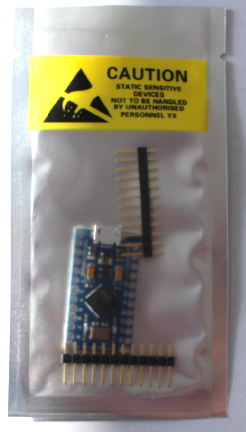 CAUTION
STATIC SENSITIVE
DEVICES
NOT TO BE HANDLED
BY UNAUTHORISED
PERSONNEL YX